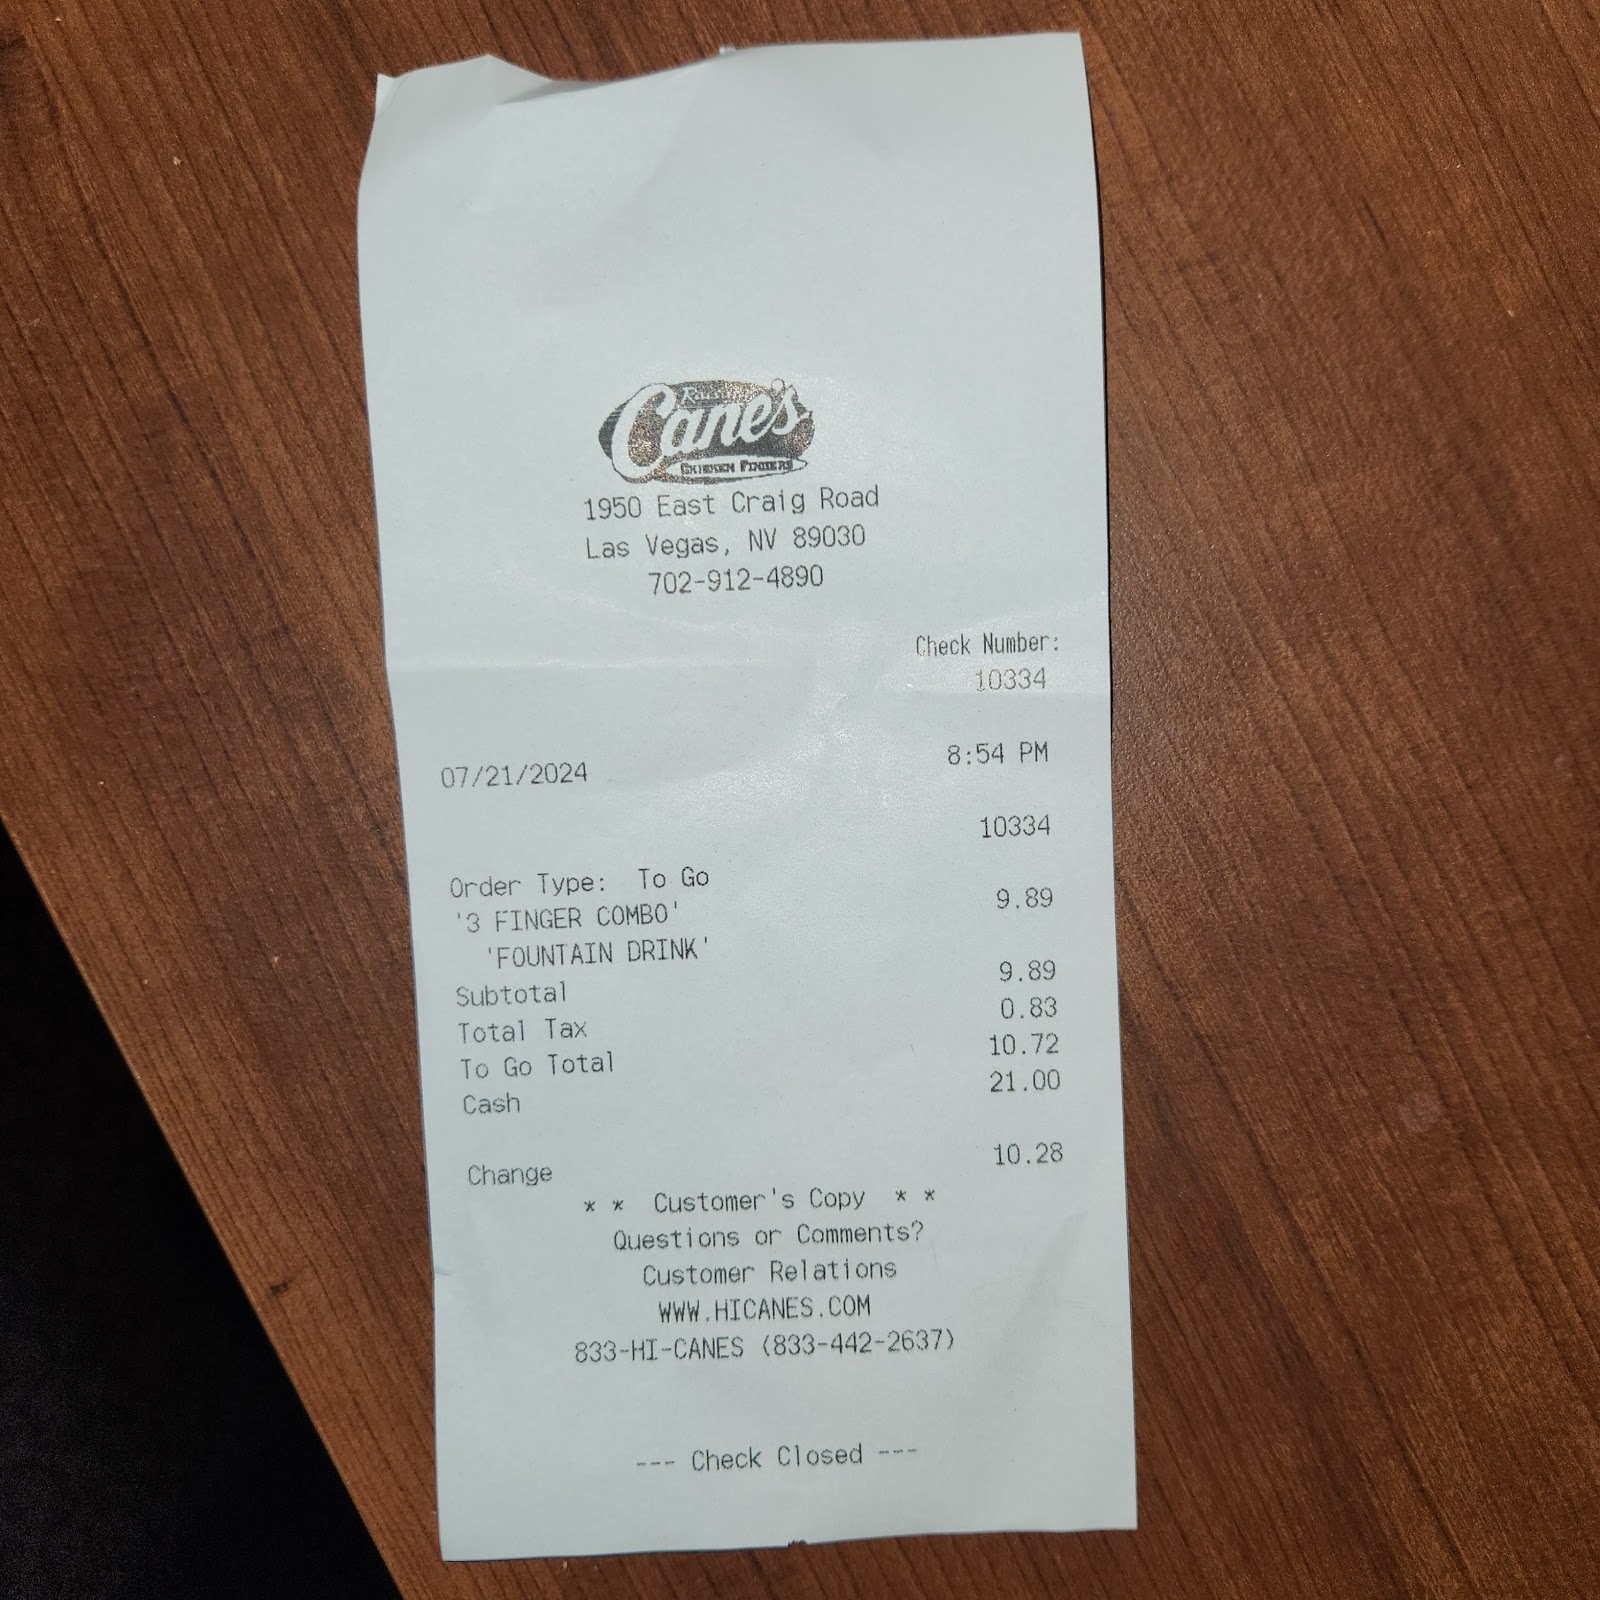 Raising
Cane's
CHICKEN FINGERS
1950 East Craig Road
Las Vegas, NV 89030
702-912-4890
Check Number:
10334
07/21/2024 8:54 PM
10334
Order Type: To Go
'3 FINGER COMBO' 9.89
'FOUNTAIN DRINK'
Subtotal 9.89
Total Tax 0.83
To Go Total 10.72
Cash 21.00
Change 10.28
* * Customer's Copy * *
Questions or Comments?
Customer Relations
WWW.HICANES.COM
833-HI-CANES (833-442-2637)
--- Check Closed ---